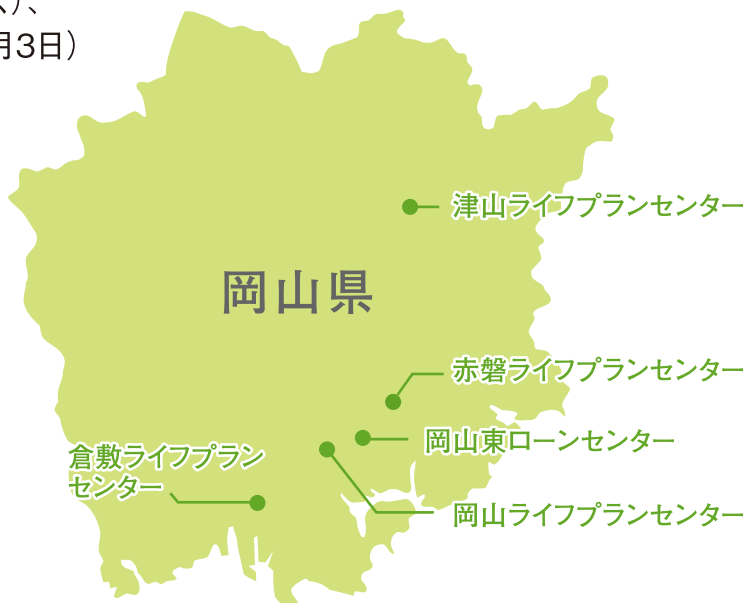 )、
月3日）
津山ライフプランセンター
岡山県
赤磐ライフプランセンター
岡山東ローンセンター
倉敷ライフプラン
センター
岡山ライフプランセンター